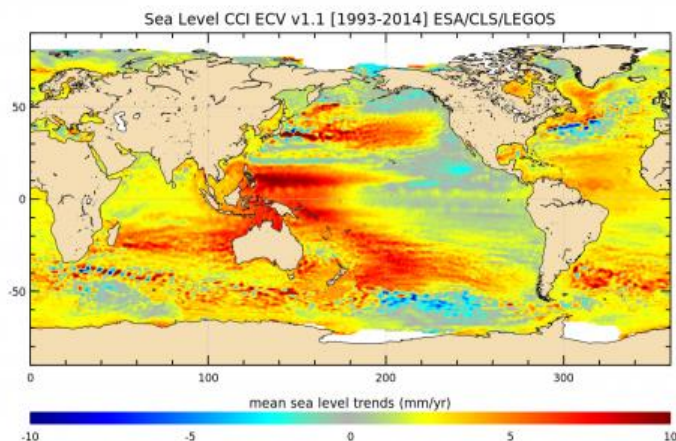 Sea Level CCI ECV v1.1 [1993-2014] ESA/CLS/LEGOS
50
0
-50
0 100 200 300
mean sea level trends (mm/yr)
-10 -5 0 5 10